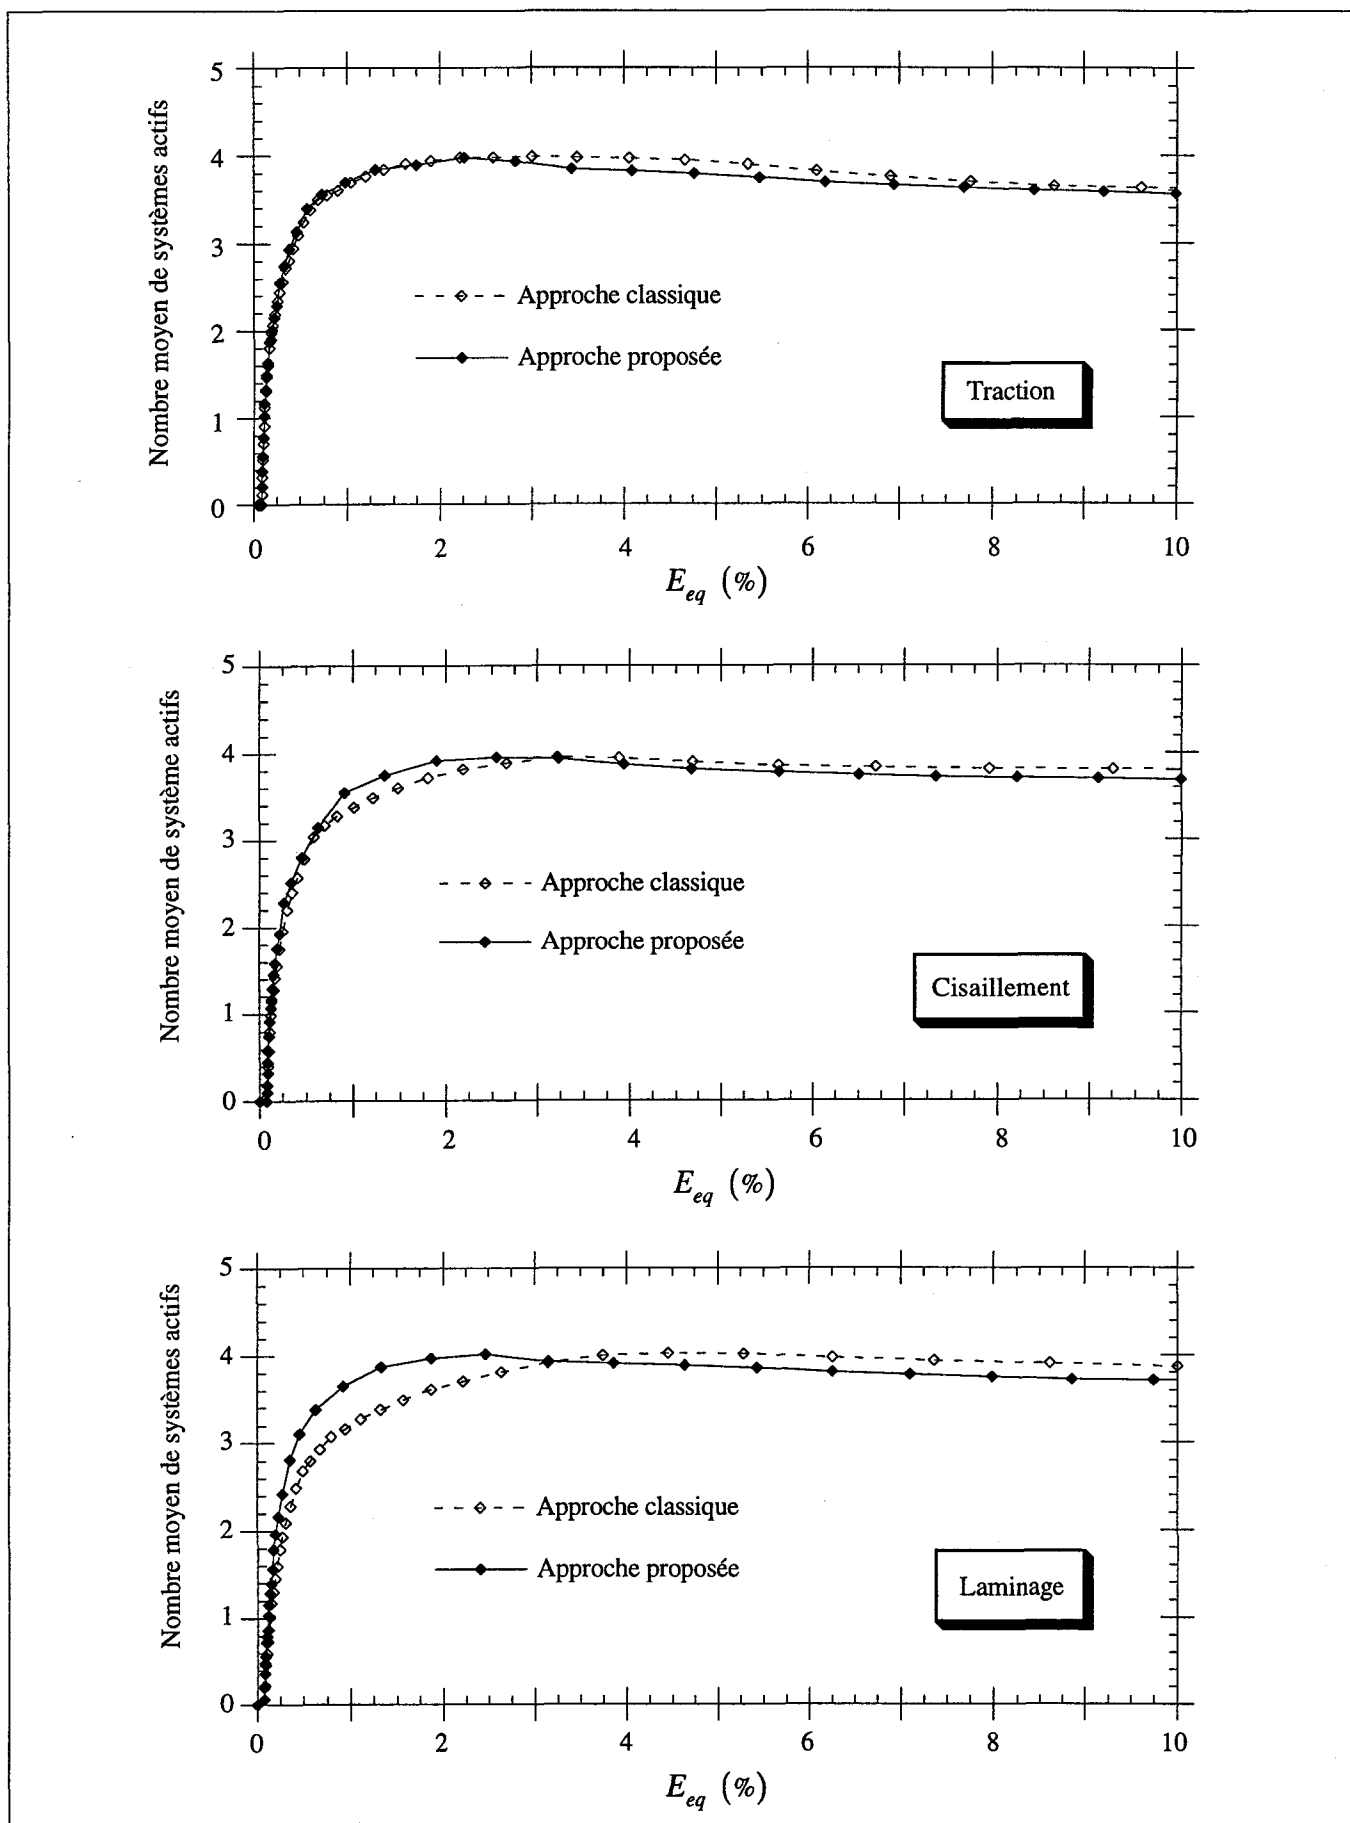 Nombre moyen de systèmes actifs
5
4
3
2
1
0
Approche classique
Approche proposée
Traction
0 2 4 6 8 10
E_eq (%)
Nombre moyen de système actifs
5
4
3
2
1
0
Approche classique
Approche proposée
Cisaillement
0 2 4 6 8 10
E_eq (%)
Nombre moyen de systèmes actifs
5
4
3
2
1
0
Approche classique
Approche proposée
Laminage
0 2 4 6 8 10
E_eq (%)